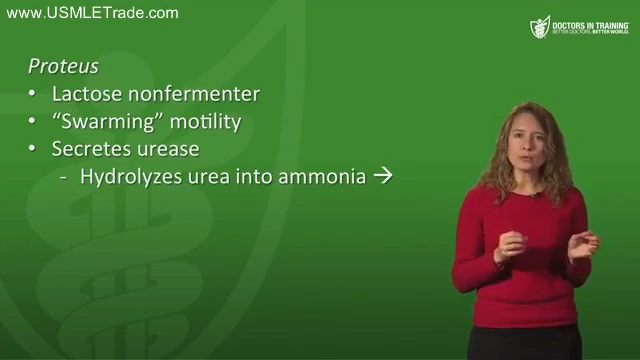 www.USMLETrade.com
DOCTORS IN TRAINING
BETTER DOCTORS. BETTER WORLD.
Proteus
• Lactose nonfermenter
• “Swarming” motility
• Secretes urease
- Hydrolyzes urea into ammonia →